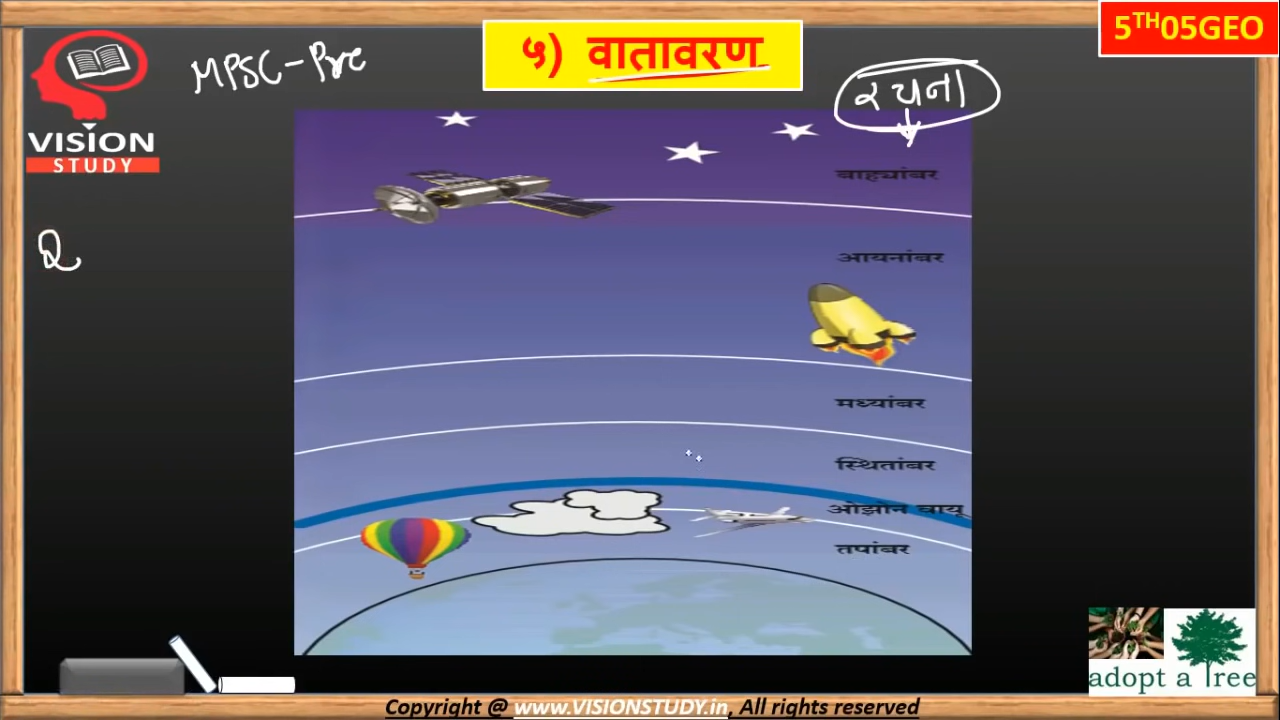 ५) वातावरण
5TH05GEO
MPSC-Pre
रचना
VISION
STUDY
बाह्यांबर
आयनांबर
मध्यांबर
स्थितांबर
ओझोन वायू
तपांबर
adopt a Tree
Copyright @ www.VISIONSTUDY.in, All rights reserved